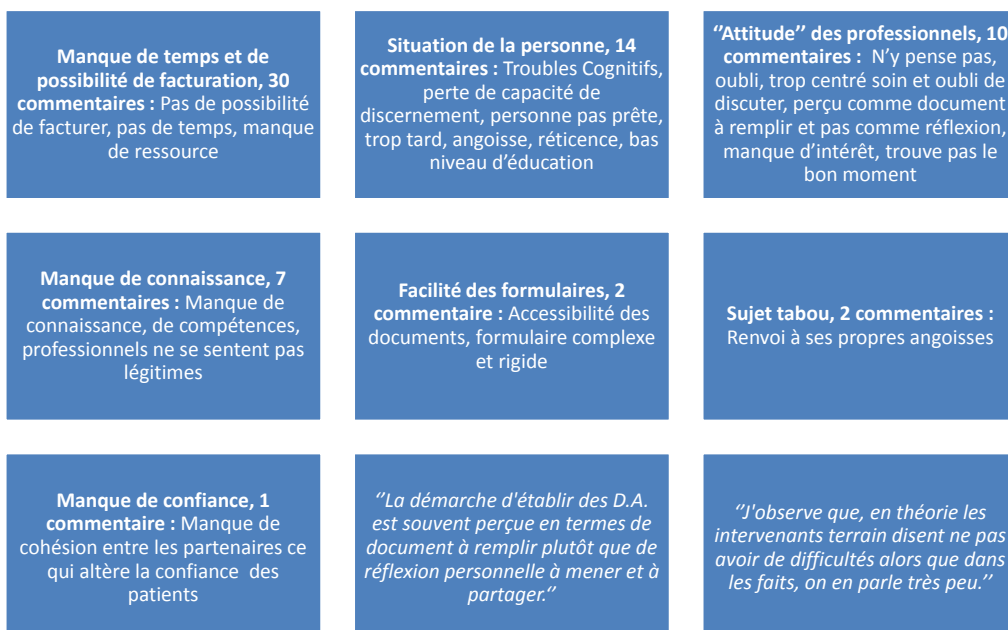 Manque de temps et de
possibilité de facturation, 30
commentaires : Pas de possibilité
de facturer, pas de temps, manque
de ressource
Situation de la personne, 14
commentaires : Troubles Cognitifs,
perte de capacité de
discernement, personne pas prête,
trop tard, angoisse, réticence, bas
niveau d’éducation
‘’Attitude’’ des professionnels, 10
commentaires : N’y pense pas,
oubli, trop centré soin et oubli de
discuter, perçu comme document
à remplir et pas comme réflexion,
manque d’intérêt, trouve pas le
bon moment
Manque de connaissance, 7
commentaires : Manque de
connaissance, de compétences,
professionnels ne se sentent pas
légitimes
Facilité des formulaires, 2
commentaire : Accessibilité des
documents, formulaire complexe
et rigide
Sujet tabou, 2 commentaires :
Renvoi à ses propres angoisses
Manque de confiance, 1
commentaire : Manque de
cohésion entre les partenaires ce
qui altère la confiance des
patients
‘’La démarche d'établir des D.A.
est souvent perçue en termes de
document à remplir plutôt que de
réflexion personnelle à mener et à
partager.‘’
‘’J'observe que, en théorie les
intervenants terrain disent ne pas
avoir de difficultés alors que dans
les faits, on en parle très peu.’’